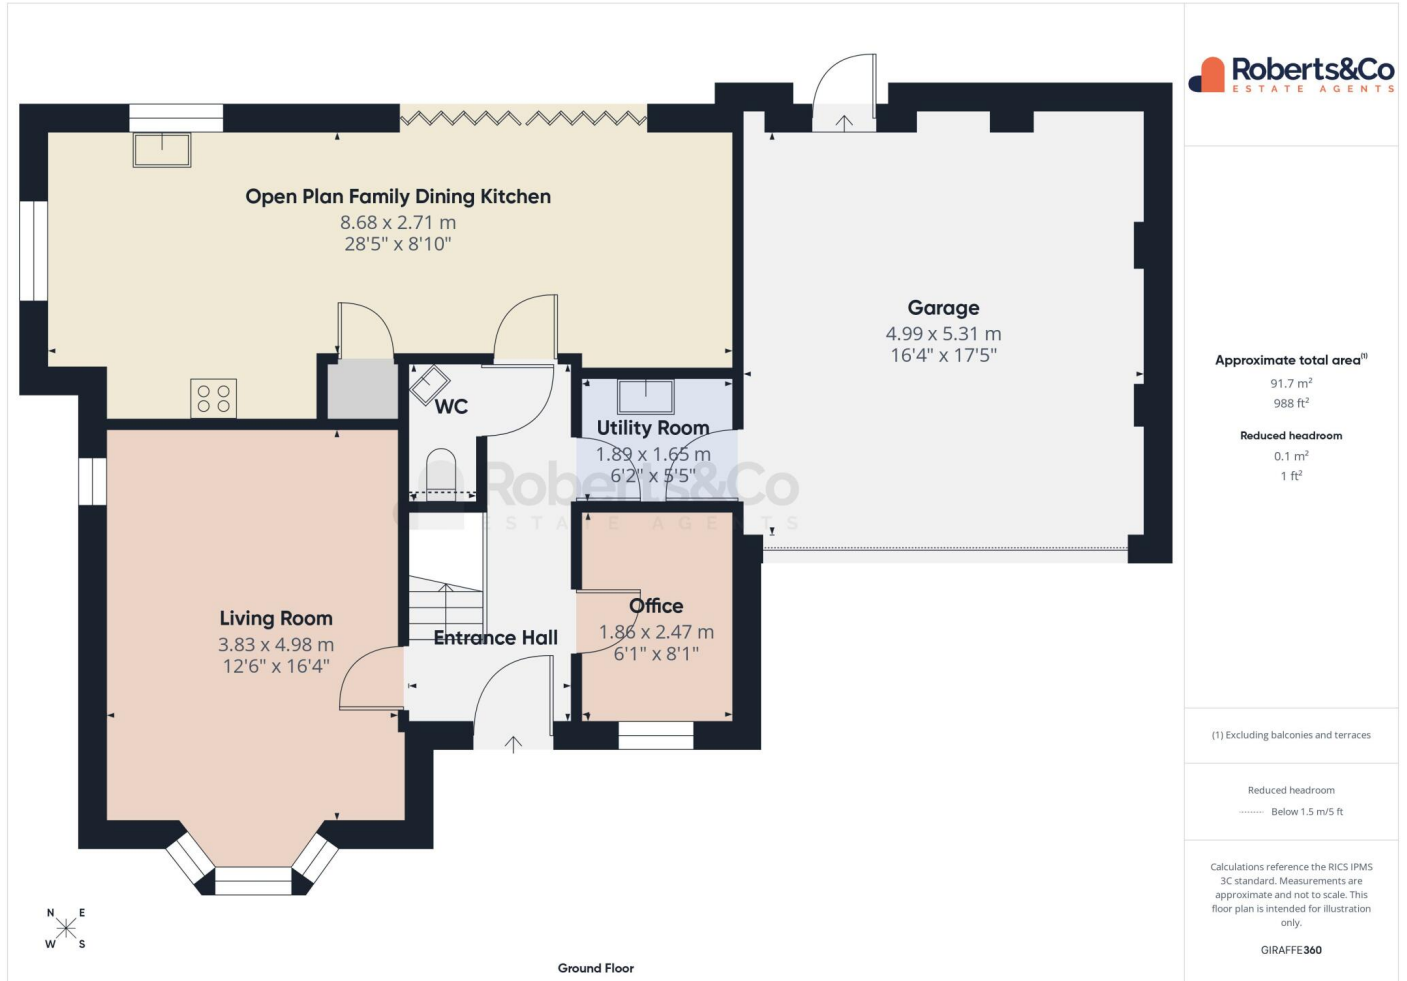 Roberts&Co
ESTATE AGENTS
Open Plan Family Dining Kitchen
8.68 x 2.71 m
28'5" x 8'10"
Garage
4.99 x 5.31 m
16'4" x 17'5"
WC
Utility Room
1.89 x 1.65 m
6'2" x 5'5"
Roberts&Co
ESTATE AGENTS
Living Room
3.83 x 4.98 m
12'6" x 16'4"
Entrance Hall
Office
1.86 x 2.47 m
6'1" x 8'1"
N E
W S
Ground Floor
Approximate total area(1)
91.7 m²
988 ft²
Reduced headroom
0.1 m²
1 ft²
(1) Excluding balconies and terraces
Reduced headroom
Below 1.5 m/5 ft
Calculations reference the RICS IPMS
3C standard. Measurements are
approximate and not to scale. This
floor plan is intended for illustration
only.
GIRAFFE360